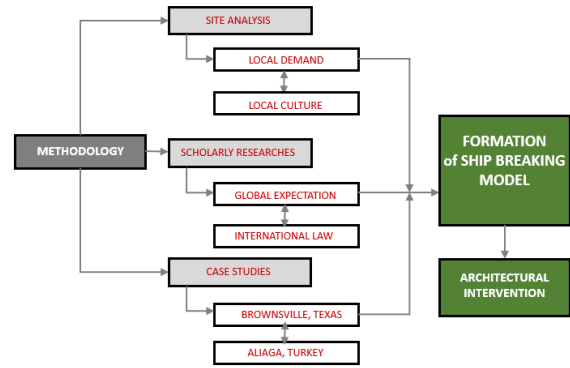 SITE ANALYSIS
LOCAL DEMAND
LOCAL CULTURE
METHODOLOGY
SCHOLARLY RESEARCHES
GLOBAL EXPECTATION
INTERNATIONAL LAW
CASE STUDIES
BROWNSVILLE, TEXAS
ALIAGA, TURKEY
FORMATION
of SHIP BREAKING
MODEL
ARCHITECTURAL
INTERVENTION